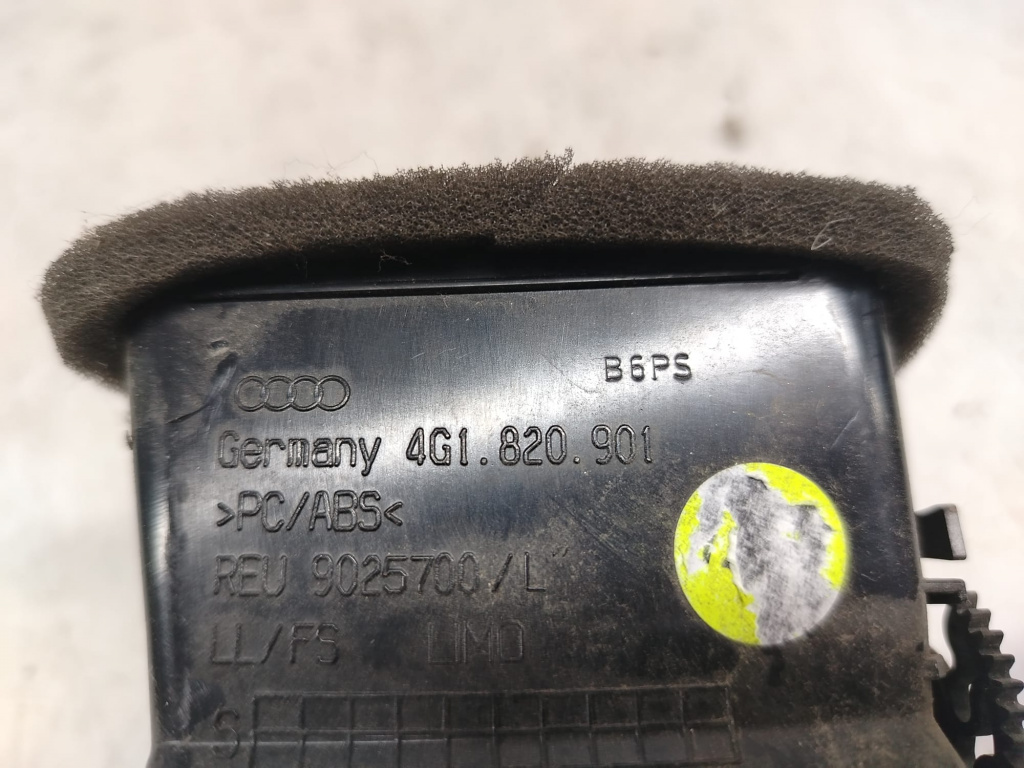 B6PS
Germany 4G1.820.901
>PC/ABS<
REU 9025700/L
LL/FS LIMO
S